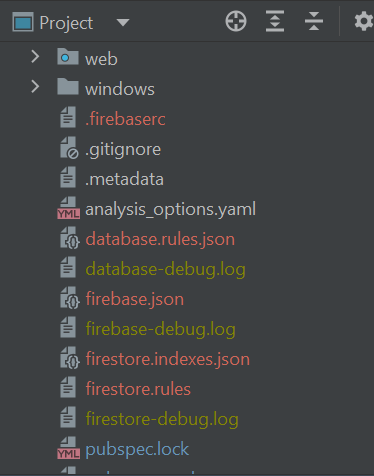 Project
web
windows
.firebaserc
.gitignore
.metadata
YML analysis_options.yaml
database.rules.json
database-debug.log
firebase.json
firebase-debug.log
firestore.indexes.json
firestore.rules
firestore-debug.log
YML pubspec.lock